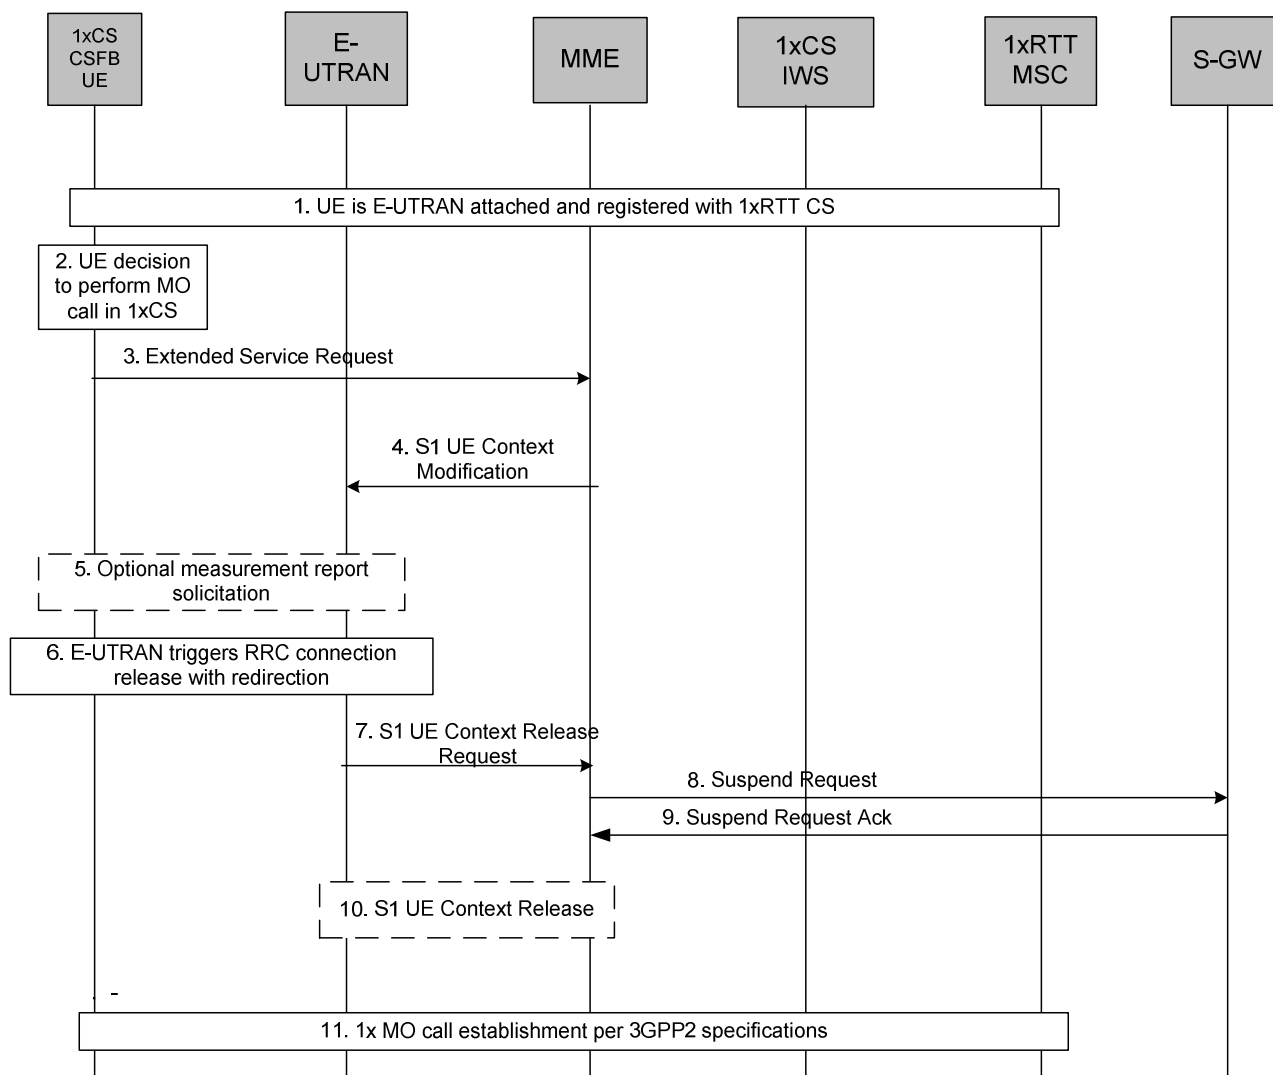 1xCS
CSFB
UE
E-
UTRAN
MME
1xCS
IWS
1xRTT
MSC
S-GW
1. UE is E-UTRAN attached and registered with 1xRTT CS
2. UE decision
to perform MO
call in 1xCS
3. Extended Service Request
4. S1 UE Context
Modification
5. Optional measurement report
solicitation
6. E-UTRAN triggers RRC connection
release with redirection
7. S1 UE Context Release
Request
8. Suspend Request
9. Suspend Request Ack
10. S1 UE Context Release
. -
11. 1x MO call establishment per 3GPP2 specifications